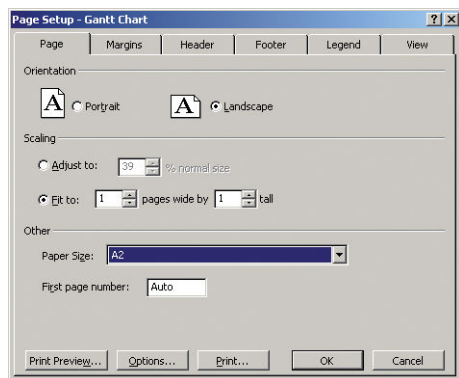 Page Setup - Gantt Chart
Page Margins Header Footer Legend View
Orientation
A Portrait A Landscape
Scaling
Adjust to: 39 % normal size
Fit to: 1 pages wide by 1 tall
Other
Paper Size: A2
First page number: Auto
Print Preview... Options... Print... OK Cancel